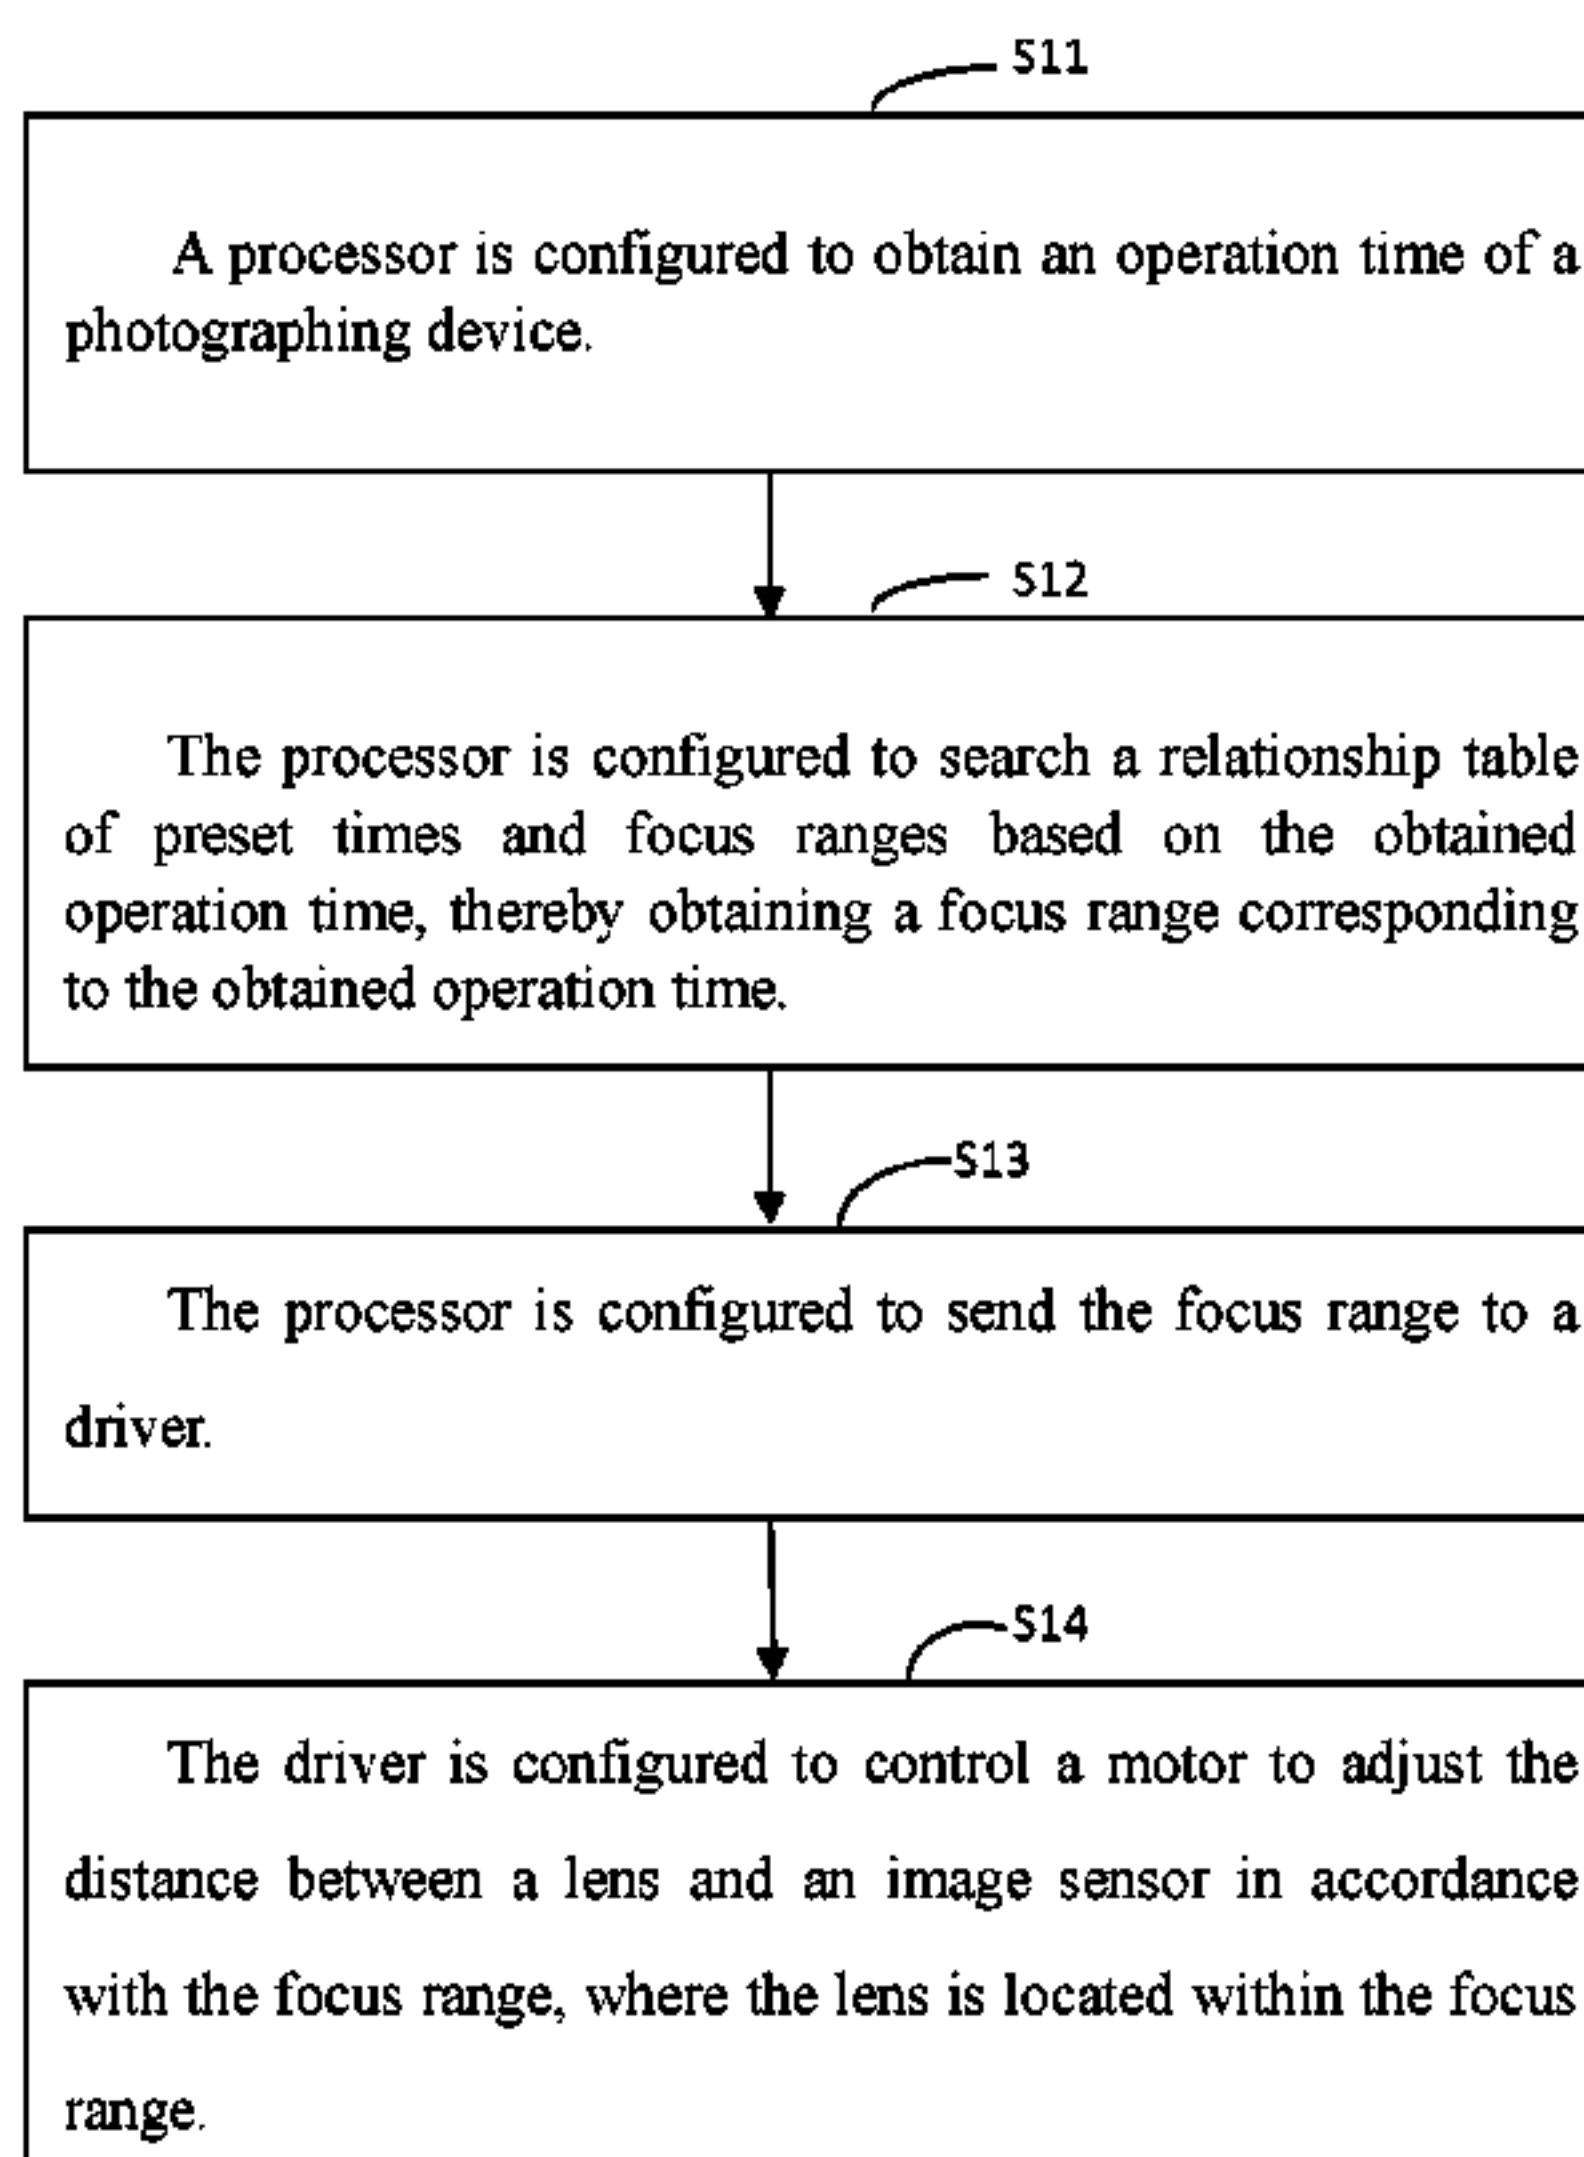 S11
A processor is configured to obtain an operation time of a
photographing device.
S12
The processor is configured to search a relationship table
of preset times and focus ranges based on the obtained
operation time, thereby obtaining a focus range corresponding
to the obtained operation time.
S13
The processor is configured to send the focus range to a
driver.
S14
The driver is configured to control a motor to adjust the
distance between a lens and an image sensor in accordance
with the focus range, where the lens is located within the focus
range.